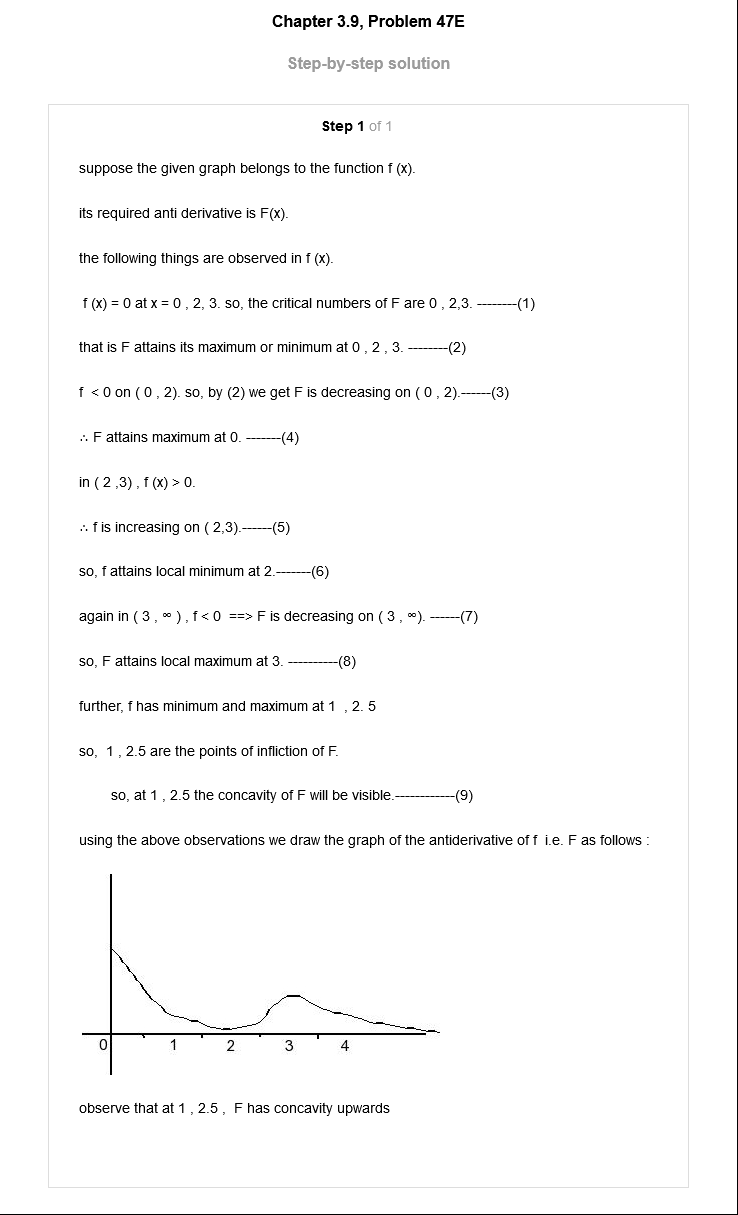 Chapter 3.9, Problem 47E
Step-by-step solution
Step 1 of 1
suppose the given graph belongs to the function f (x).
its required anti derivative is F(x).
the following things are observed in f (x).
f (x) = 0 at x = 0 , 2, 3. so, the critical numbers of F are 0 , 2,3. --------(1)
that is F attains its maximum or minimum at 0 , 2 , 3. --------(2)
f < 0 on ( 0 , 2). so, by (2) we get F is decreasing on ( 0 , 2).------(3)
∴ F attains maximum at 0. -------(4)
in ( 2 ,3) , f (x) > 0.
∴ f is increasing on ( 2,3).------(5)
so, f attains local minimum at 2.-------(6)
again in ( 3 , ∞ ) , f < 0 ==> F is decreasing on ( 3 , ∞). ------(7)
so, F attains local maximum at 3. ----------(8)
further, f has minimum and maximum at 1 , 2. 5
so, 1 , 2.5 are the points of infliction of F.
so, at 1 , 2.5 the concavity of F will be visible.------------(9)
using the above observations we draw the graph of the antiderivative of f i.e. F as follows :
0 1 2 3 4
observe that at 1 , 2.5 , F has concavity upwards